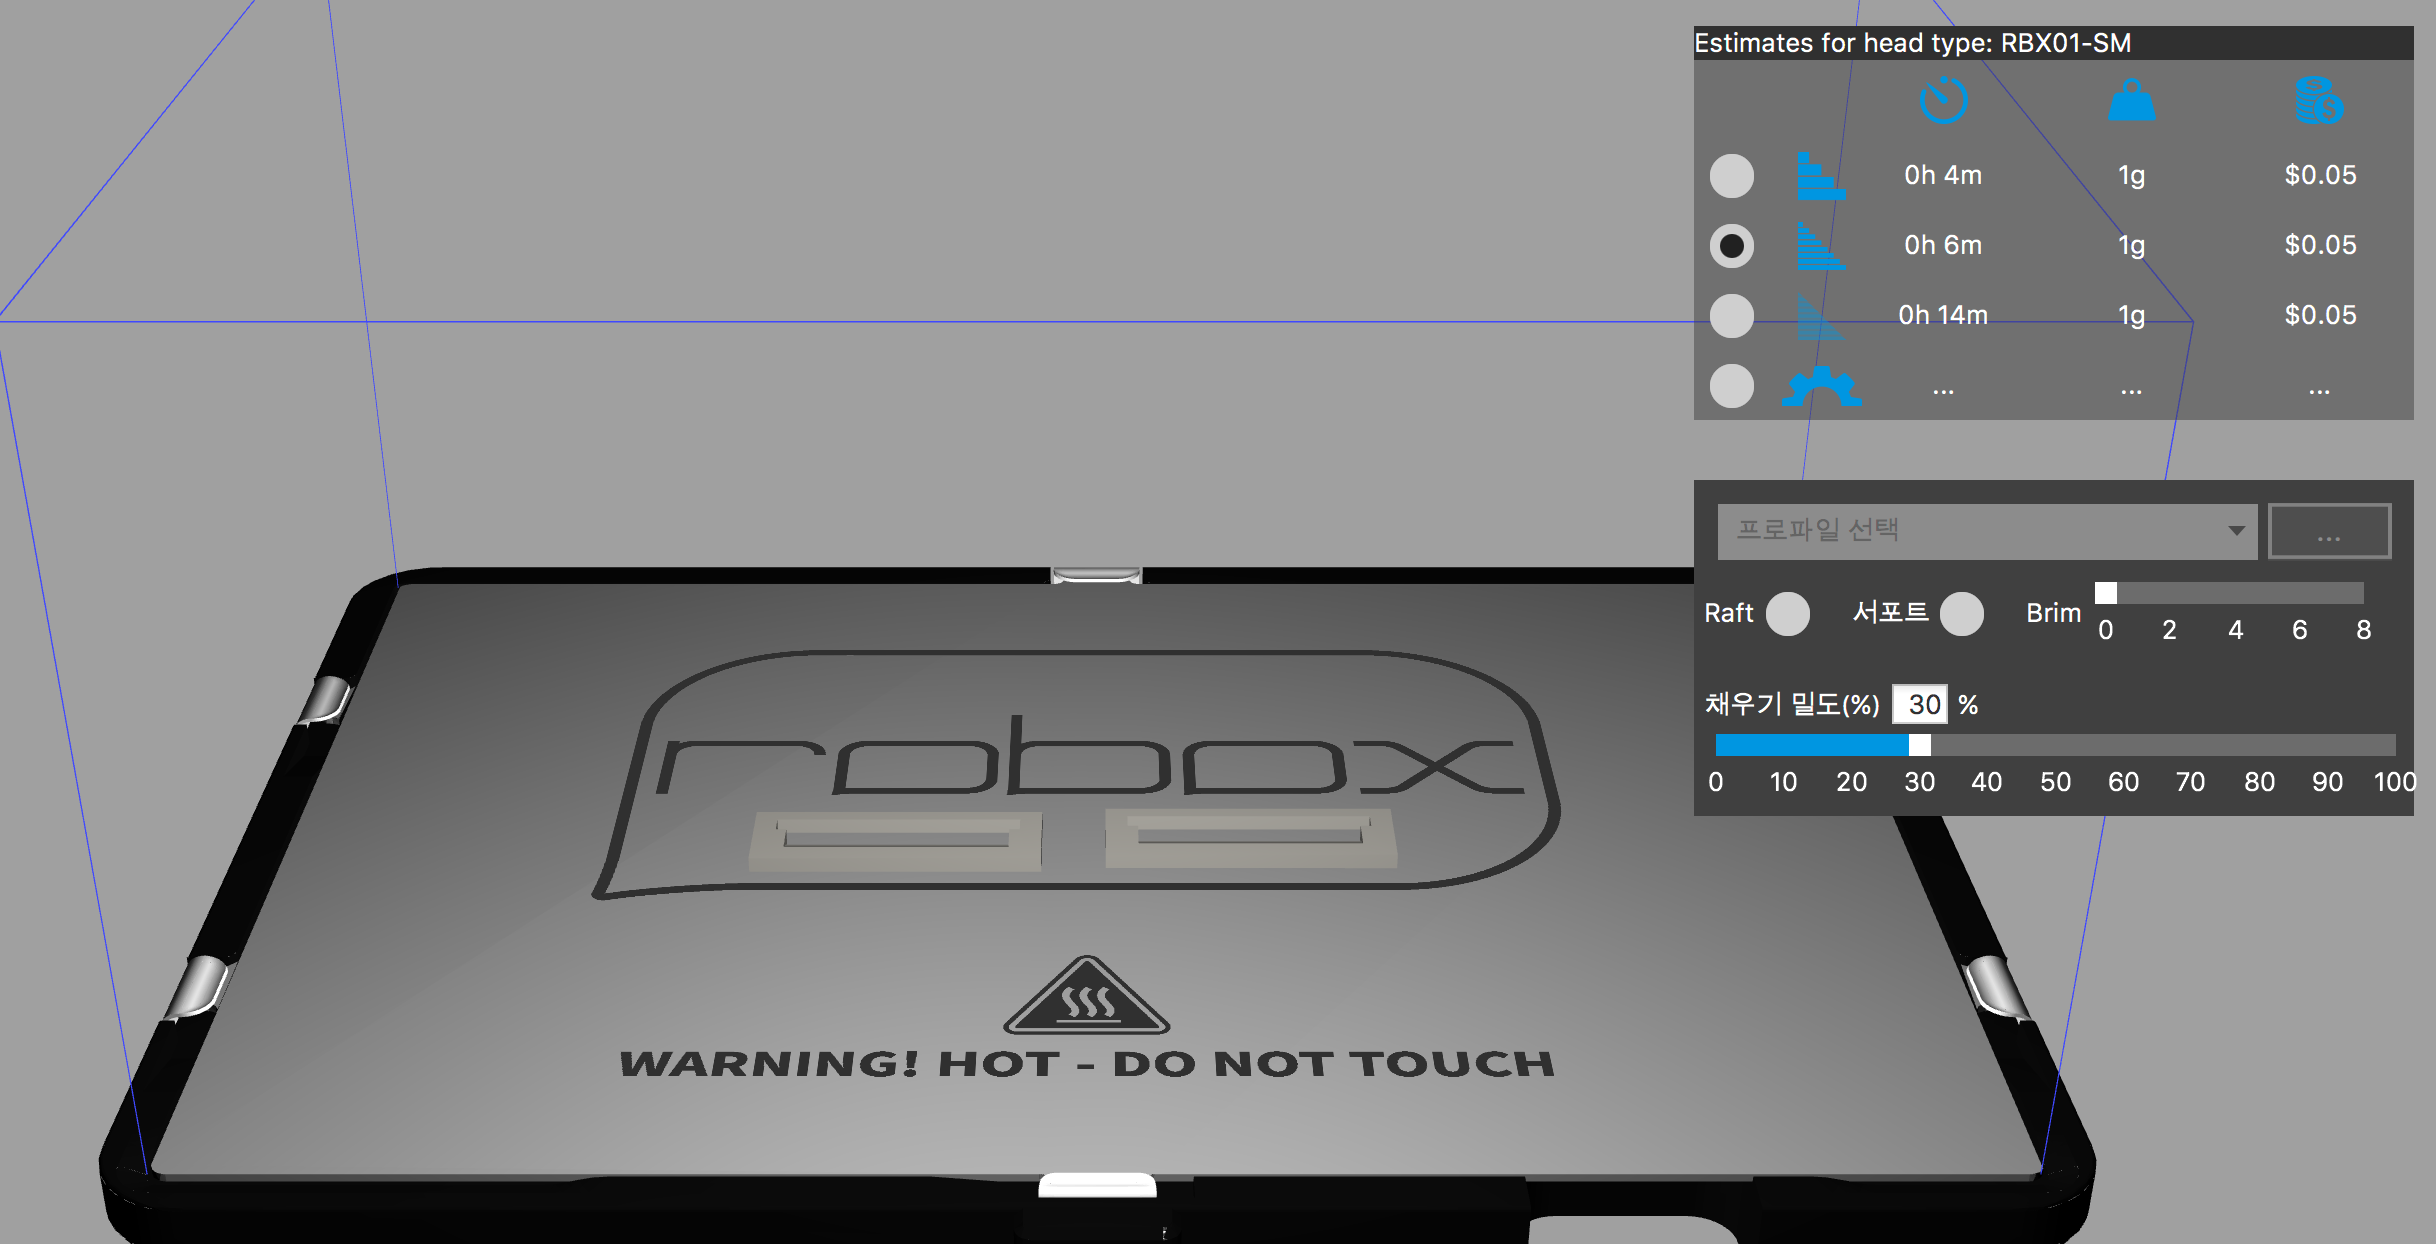 Estimates for head type: RBX01-SM
0h 4m 1g $0.05
0h 6m 1g $0.05
0h 14m 1g $0.05
... ... ...
프로파일 선택 ...
Raft 서포트 Brim
0 2 4 6 8
채우기 밀도(%) 30 %
0 10 20 30 40 50 60 70 80 90 100
robox
WARNING! HOT - DO NOT TOUCH